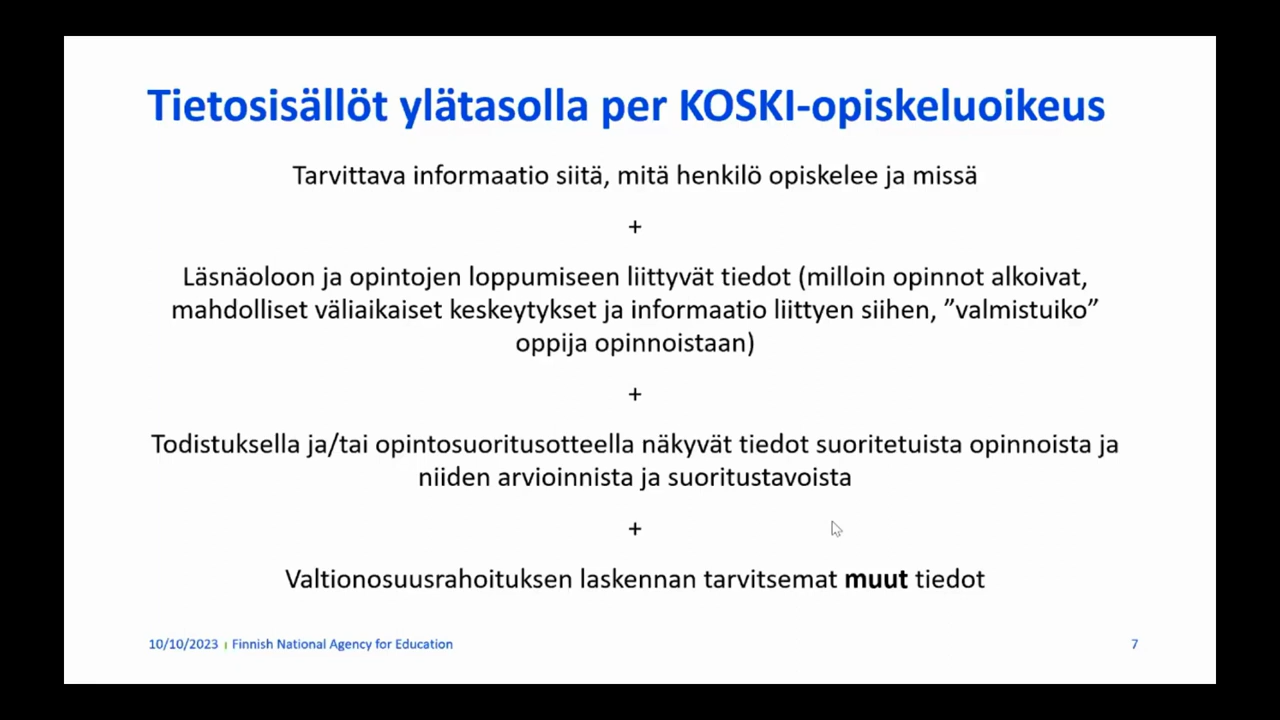 Tietosisällöt ylätasolla per KOSKI-opiskeluoikeus
Tarvittava informaatio siitä, mitä henkilö opiskelee ja missä
+
Läsnäoloon ja opintojen loppumiseen liittyvät tiedot (milloin opinnot alkoivat,
mahdolliset väliaikaiset keskeytykset ja informaatio liittyen siihen, ”valmistuiko”
oppija opinnoistaan)
+
Todistuksella ja/tai opintosuoritusotteella näkyvät tiedot suoritetuista opinnoista ja
niiden arvioinnista ja suoritustavoista
+
Valtionosuusrahoituksen laskennan tarvitsemat muut tiedot
10/10/2023 | Finnish National Agency for Education 7